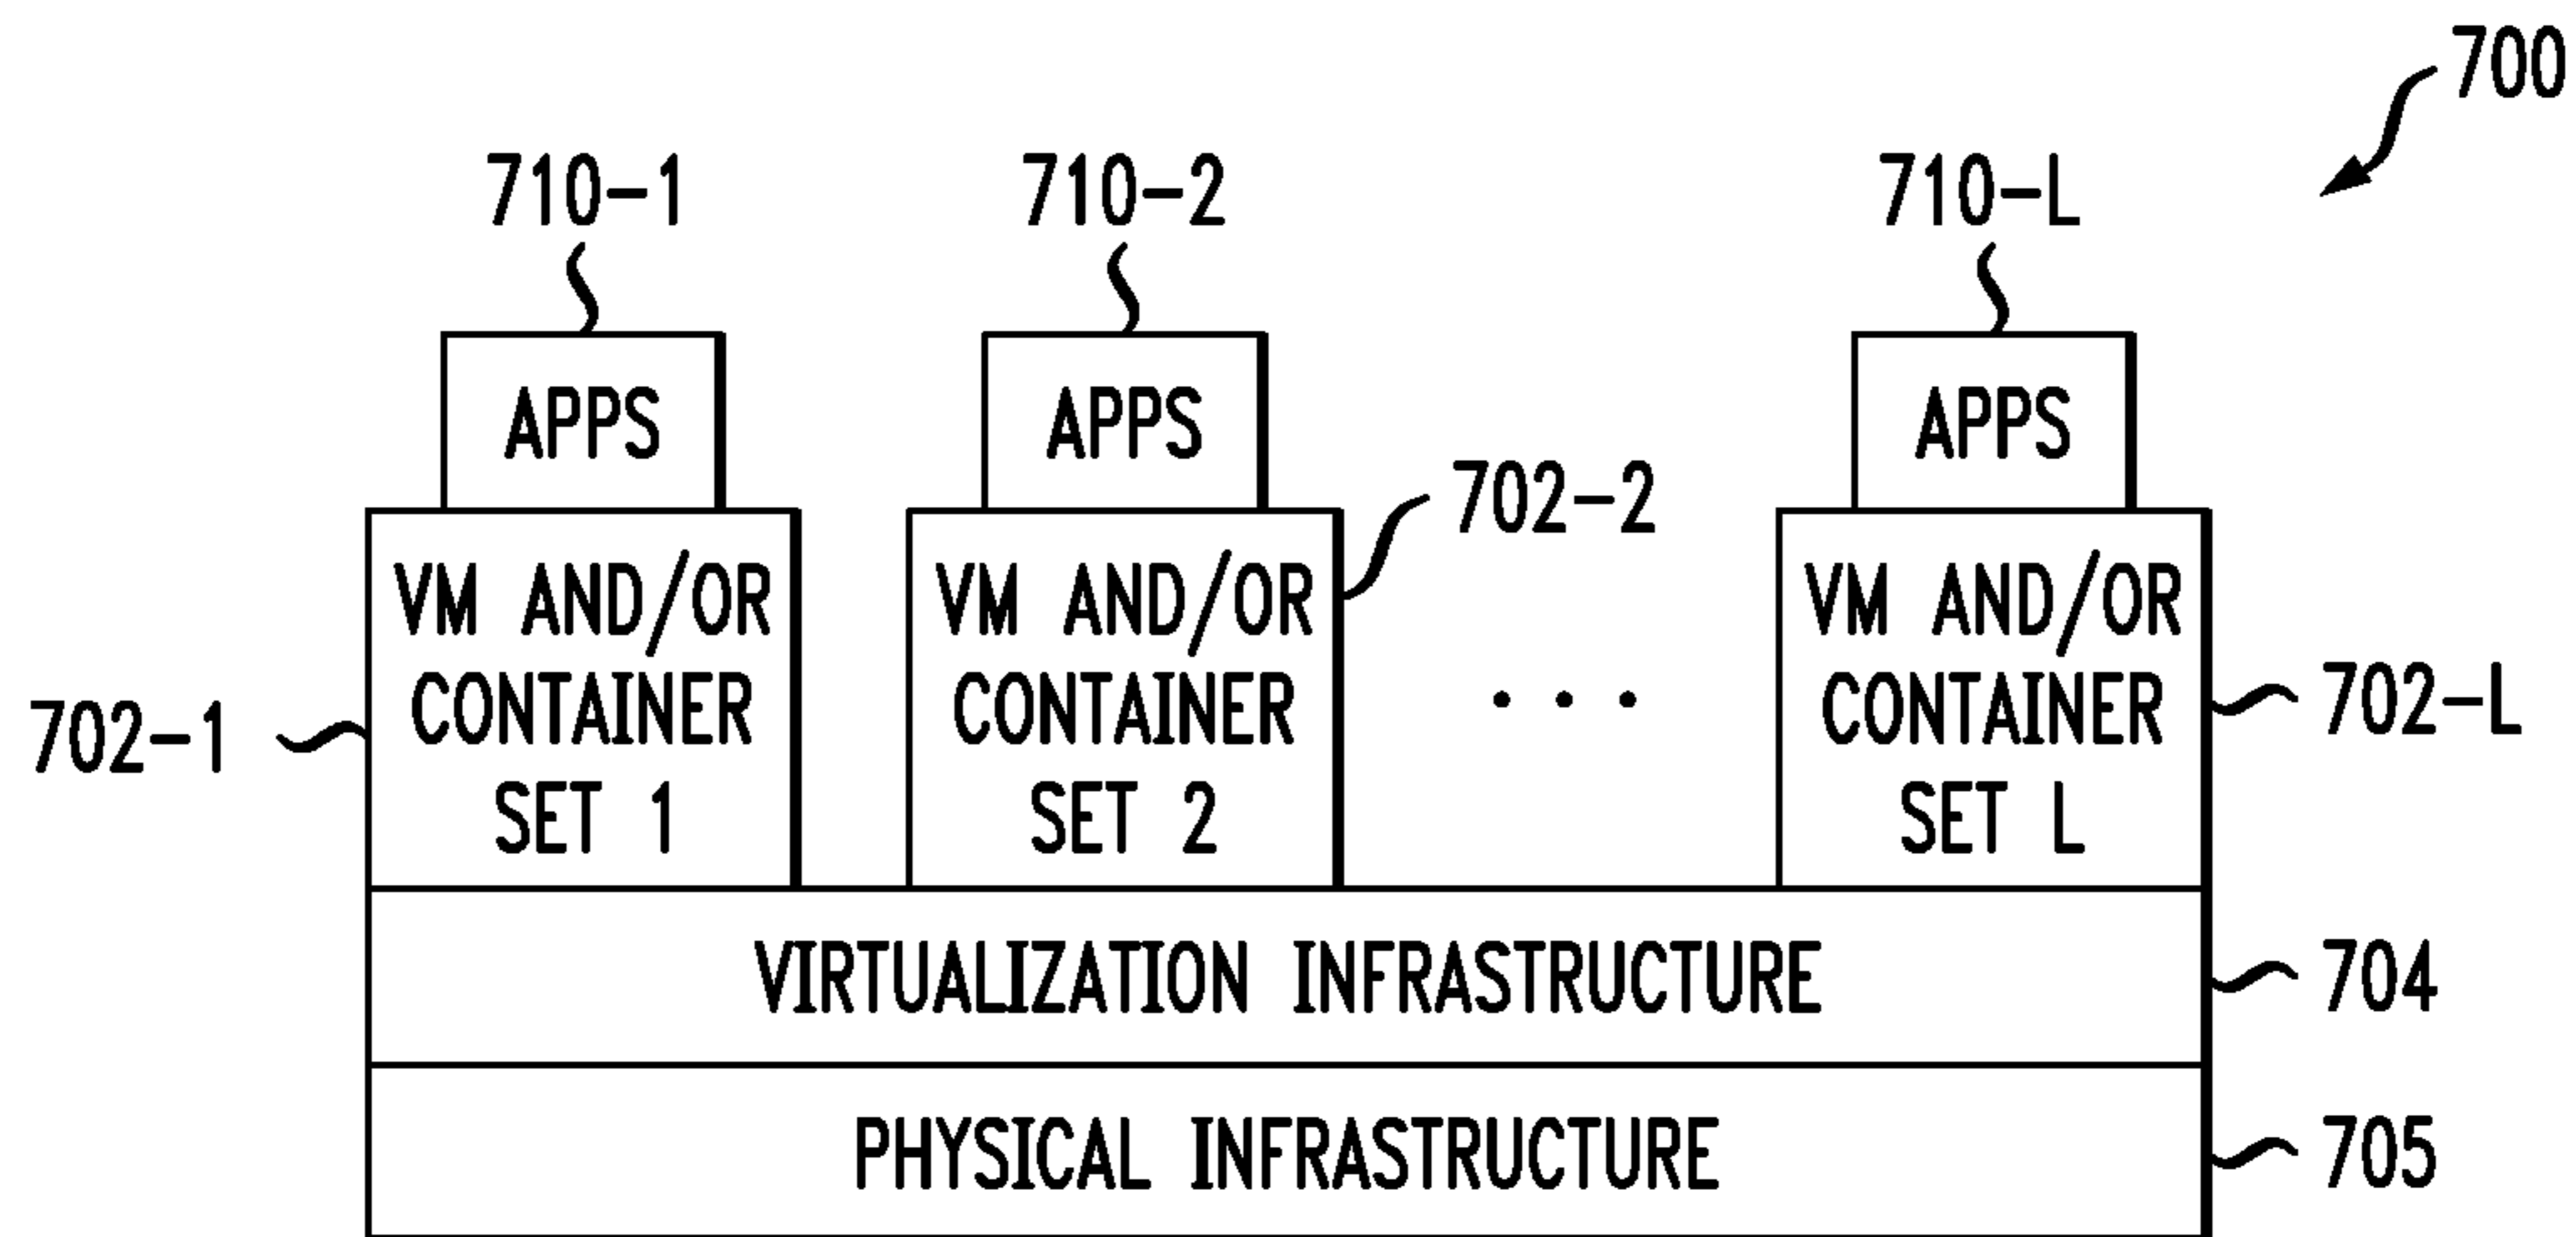 700
710-1
710-2
710-L
APPS
APPS
APPS
702-2
VM AND/OR
CONTAINER
SET 1
VM AND/OR
CONTAINER
SET 2
. . .
VM AND/OR
CONTAINER
SET L
702-1
702-L
VIRTUALIZATION INFRASTRUCTURE
704
PHYSICAL INFRASTRUCTURE
705